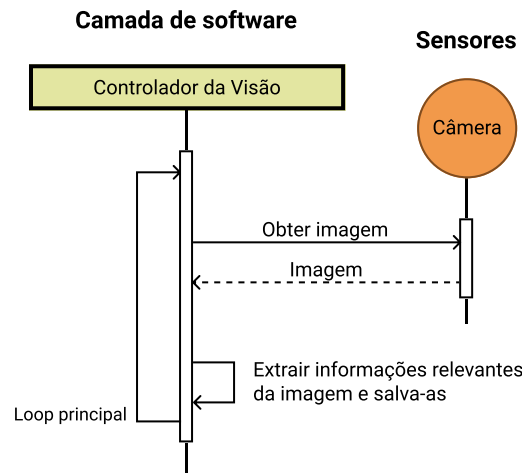 Camada de software
Sensores
Controlador da Visão
Câmera
Obter imagem
Imagem
Extrair informações relevantes
da imagem e salva-as
Loop principal